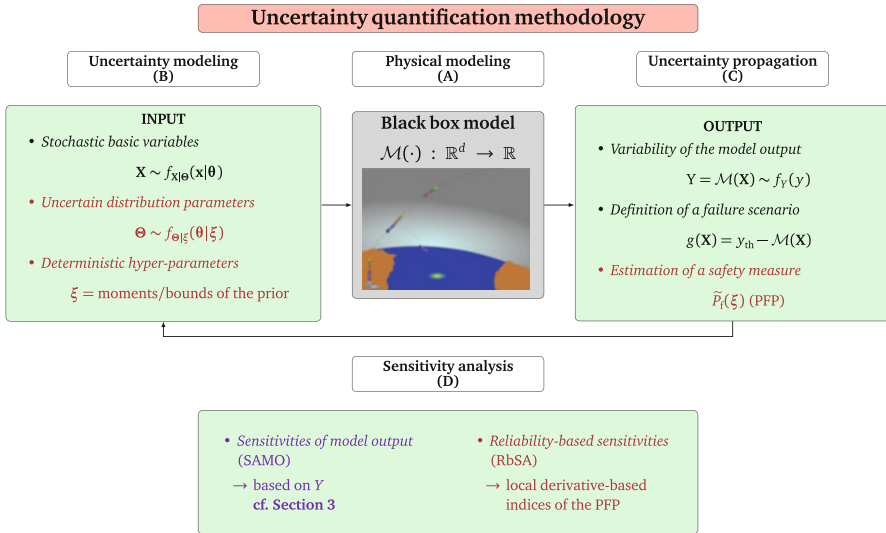 Uncertainty quantification methodology
Uncertainty modeling
(B)
Physical modeling
(A)
Uncertainty propagation
(C)
INPUT
• Stochastic basic variables
X ∼ f_{X|Θ}(x|θ)
• Uncertain distribution parameters
Θ ∼ f_{Θ|ξ}(θ|ξ)
• Deterministic hyper-parameters
ξ = moments/bounds of the prior
Black box model
ℳ(·) : ℝ^d → ℝ
OUTPUT
• Variability of the model output
Y = ℳ(X) ∼ f_Y(y)
• Definition of a failure scenario
g(X) = y_th − ℳ(X)
• Estimation of a safety measure
P̃_f(ξ) (PFP)
Sensitivity analysis
(D)
• Sensitivities of model output
(SAMO)
→ based on Y
cf. Section 3
• Reliability-based sensitivities
(RbSA)
→ local derivative-based
indices of the PFP